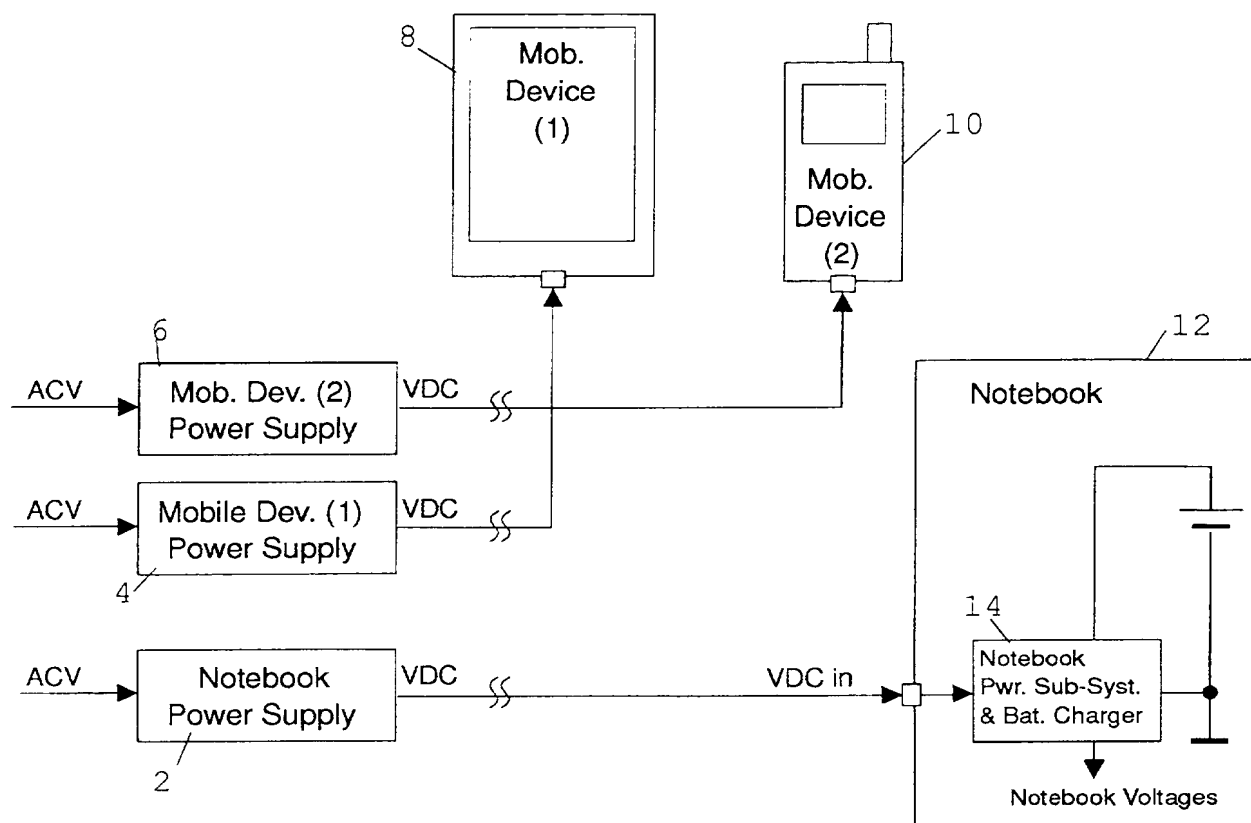 8
Mob.
Device
(1)
10
Mob.
Device
(2)
6
ACV
Mob. Dev. (2)
Power Supply
VDC
12
Notebook
ACV
Mobile Dev. (1)
Power Supply
VDC
4
14
ACV
Notebook
Power Supply
VDC
VDC in
Notebook
Pwr. Sub-Syst.
& Bat. Charger
2
Notebook Voltages